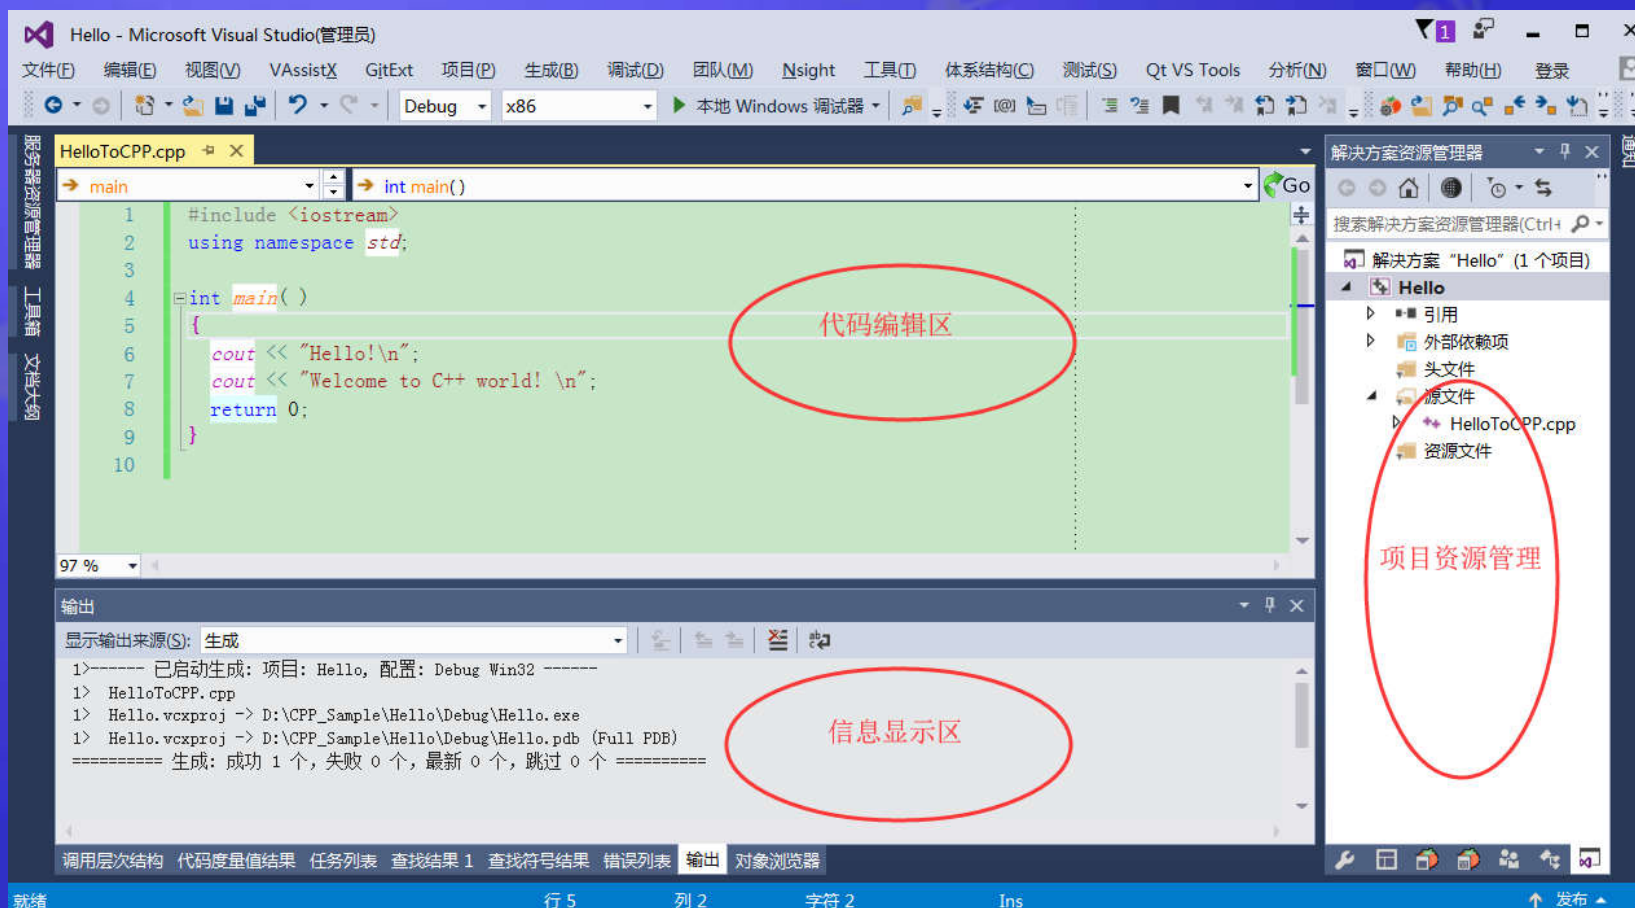 Hello - Microsoft Visual Studio(管理员)
1
文件(F) 编辑(E) 视图(V) VAssistX GitExt 项目(P) 生成(B) 调试(D) 团队(M) Nsight 工具(T) 体系结构(C) 测试(S) Qt VS Tools 分析(N) 窗口(W) 帮助(H) 登录
Debug x86 本地 Windows 调试器
服务器资源管理器
工具箱
文档大纲
HelloToCPP.cpp
main
int main()
Go
1 #include <iostream>
2 using namespace std;
3
4 int main( )
5 {
6 cout << "Hello!\n";
7 cout << "Welcome to C++ world! \n";
8 return 0;
9 }
10
代码编辑区
97 %
输出
显示输出来源(S): 生成
1>------ 已启动生成: 项目: Hello, 配置: Debug Win32 ------
1> HelloToCPP.cpp
1> Hello.vcxproj -> D:\CPP_Sample\Hello\Debug\Hello.exe
1> Hello.vcxproj -> D:\CPP_Sample\Hello\Debug\Hello.pdb (Full PDB)
========== 生成: 成功 1 个，失败 0 个，最新 0 个，跳过 0 个 ==========
信息显示区
调用层次结构 代码度量值结果 任务列表 查找结果 1 查找符号结果 错误列表 输出 对象浏览器
解决方案资源管理器
搜索解决方案资源管理器(Ctrl+
解决方案 "Hello" (1 个项目)
Hello
引用
外部依赖项
头文件
源文件
HelloToCPP.cpp
资源文件
项目资源管理
通知
就绪 行 5 列 2 字符 2 Ins 发布